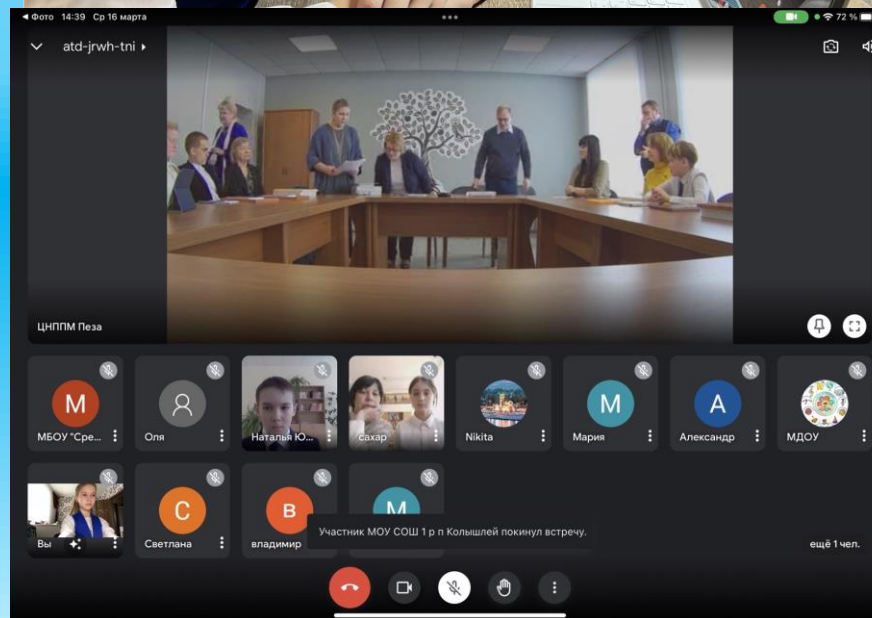 Фото 14:39 Ср 16 марта
72 %
atd-jrwh-tni
ЦНППМ Пеза
М
МБОУ "Сре...
Оля
Наталья Ю...
сахар
Nikita
М
Мария
А
Александр
МДОУ
Вы
С
Светлана
В
владимир
М
Участник МОУ СОШ 1 р п Колышлей покинул встречу.
ещё 1 чел.